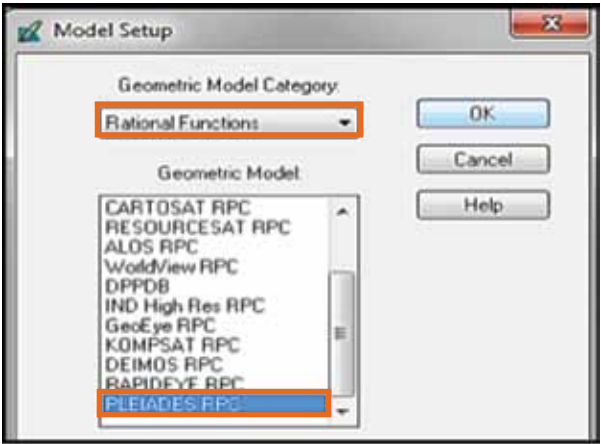 Model Setup
Geometric Model Category:
Rational Functions
OK
Geometric Model:
Cancel
Help
CARTOSAT RPC
RESOURCESAT RPC
ALOS RPC
WorldView RPC
DPPDB
IND High Res RPC
GeoEye RPC
KOMPSAT RPC
DEIMOS RPC
RAPIDEYE RPC
PLEIADES RPC